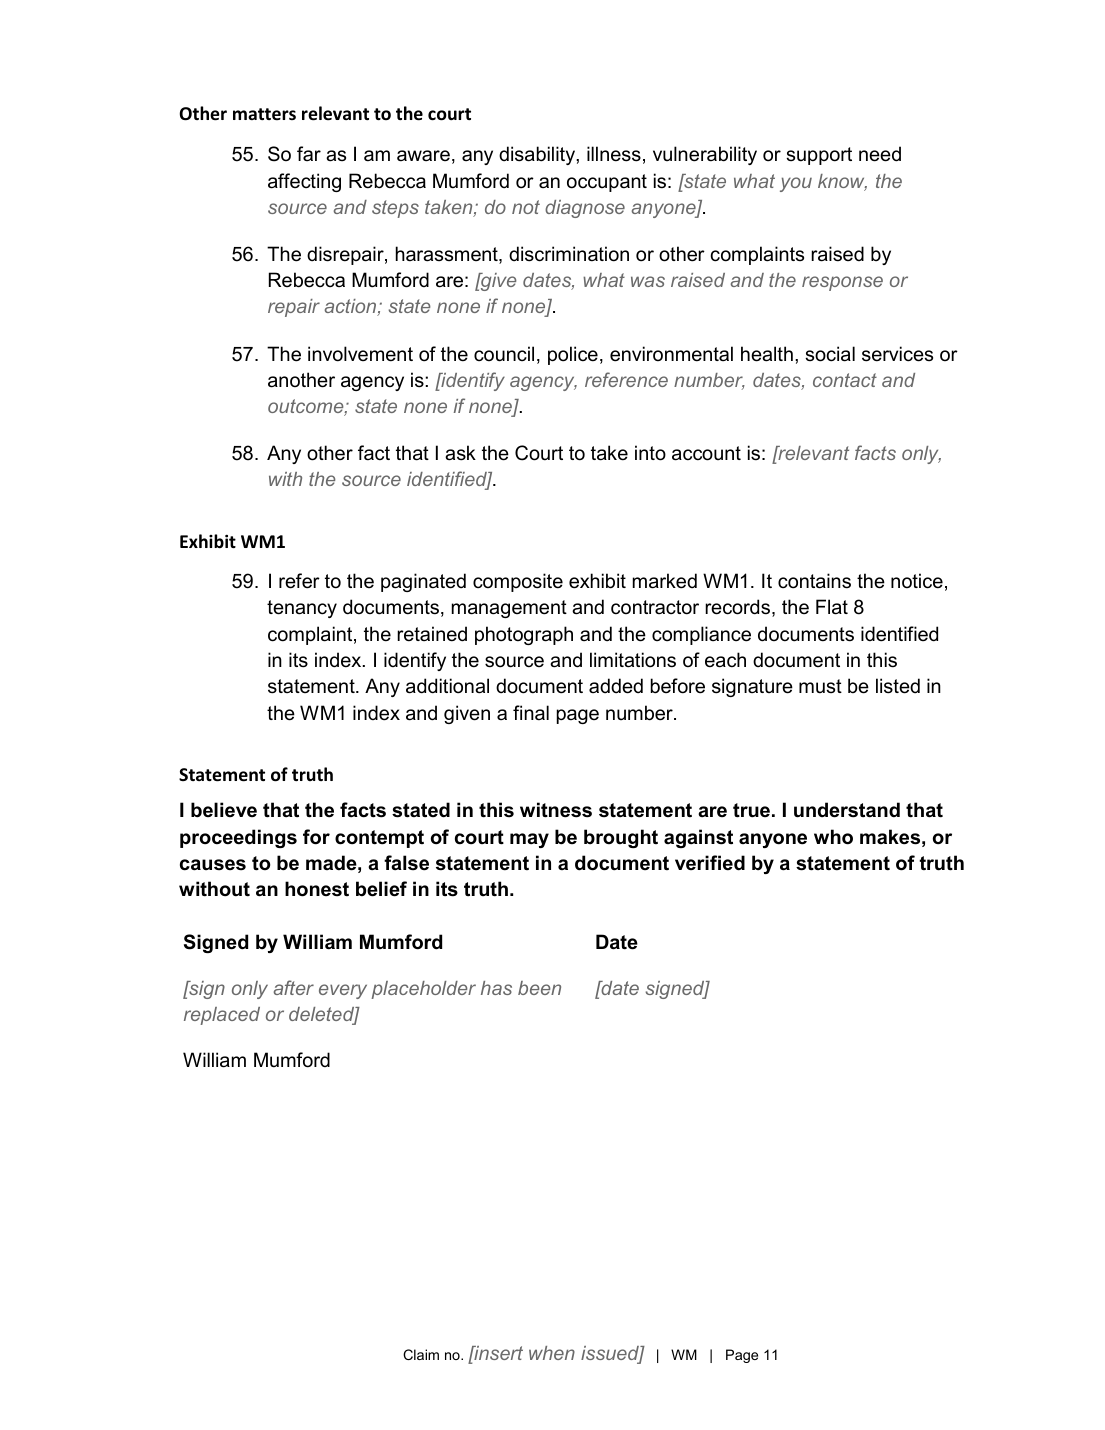 Other matters relevant to the court
55. So far as I am aware, any disability, illness, vulnerability or support need
affecting Rebecca Mumford or an occupant is: [state what you know, the
source and steps taken; do not diagnose anyone].
56. The disrepair, harassment, discrimination or other complaints raised by
Rebecca Mumford are: [give dates, what was raised and the response or
repair action; state none if none].
57. The involvement of the council, police, environmental health, social services or
another agency is: [identify agency, reference number, dates, contact and
outcome; state none if none].
58. Any other fact that I ask the Court to take into account is: [relevant facts only,
with the source identified].
Exhibit WM1
59. I refer to the paginated composite exhibit marked WM1. It contains the notice,
tenancy documents, management and contractor records, the Flat 8
complaint, the retained photograph and the compliance documents identified
in its index. I identify the source and limitations of each document in this
statement. Any additional document added before signature must be listed in
the WM1 index and given a final page number.
Statement of truth
I believe that the facts stated in this witness statement are true. I understand that
proceedings for contempt of court may be brought against anyone who makes, or
causes to be made, a false statement in a document verified by a statement of truth
without an honest belief in its truth.
Signed by William Mumford Date
[sign only after every placeholder has been [date signed]
replaced or deleted]
William Mumford
Claim no. [insert when issued] | WM | Page 11